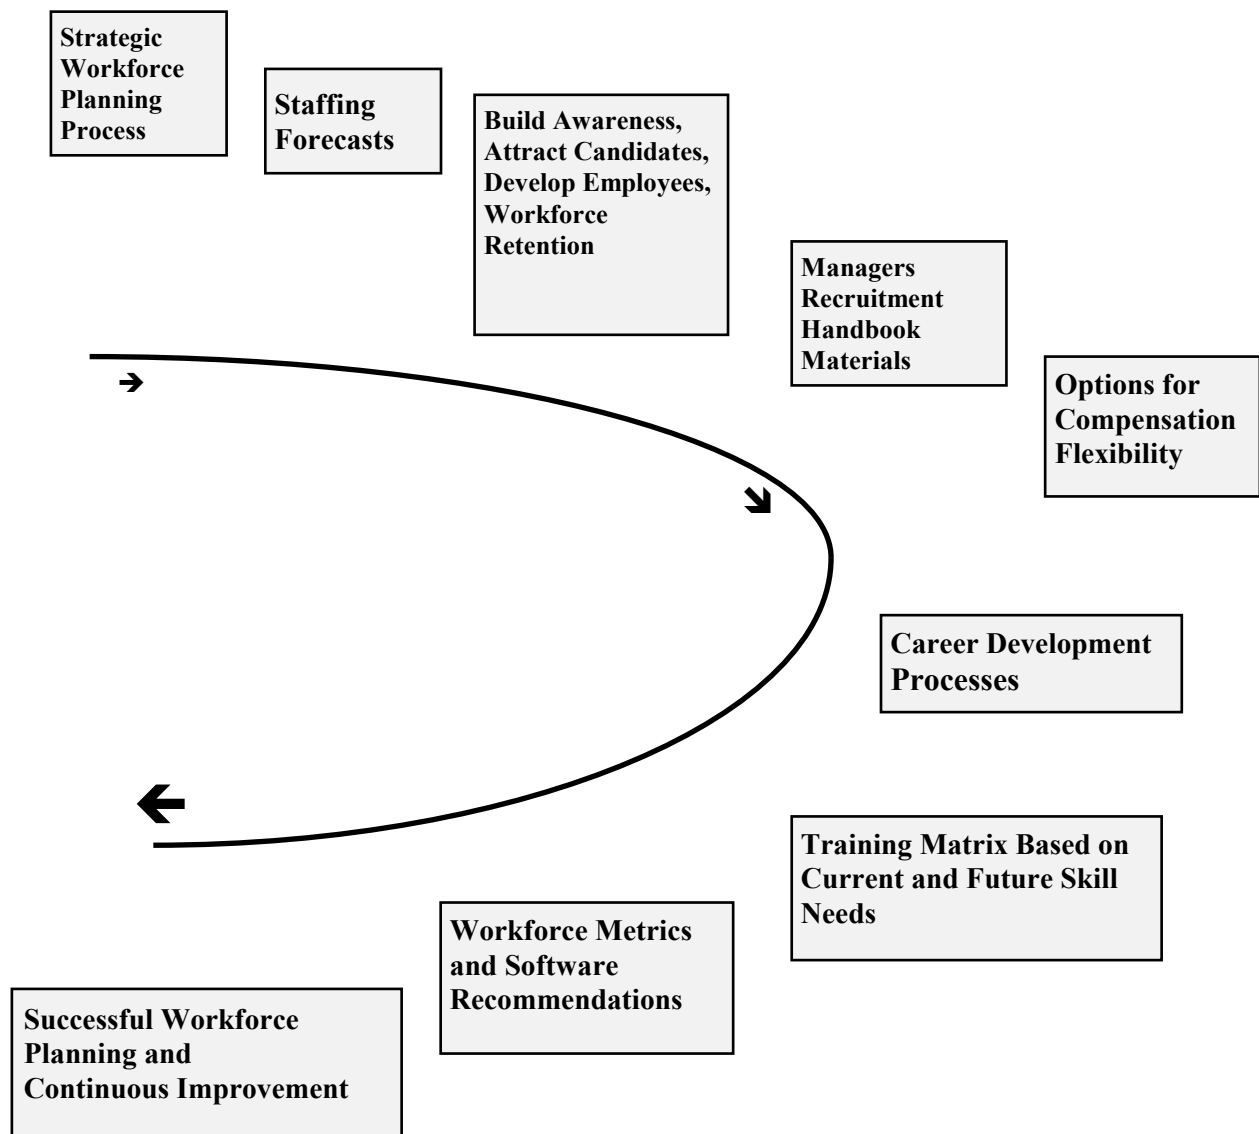 Strategic
Workforce
Planning
Process
Staffing
Forecasts
Build Awareness,
Attract Candidates,
Develop Employees,
Workforce
Retention
Managers
Recruitment
Handbook
Materials
Options for
Compensation
Flexibility
Career Development
Processes
Training Matrix Based on
Current and Future Skill
Needs
Workforce Metrics
and Software
Recommendations
Successful Workforce
Planning and
Continuous Improvement